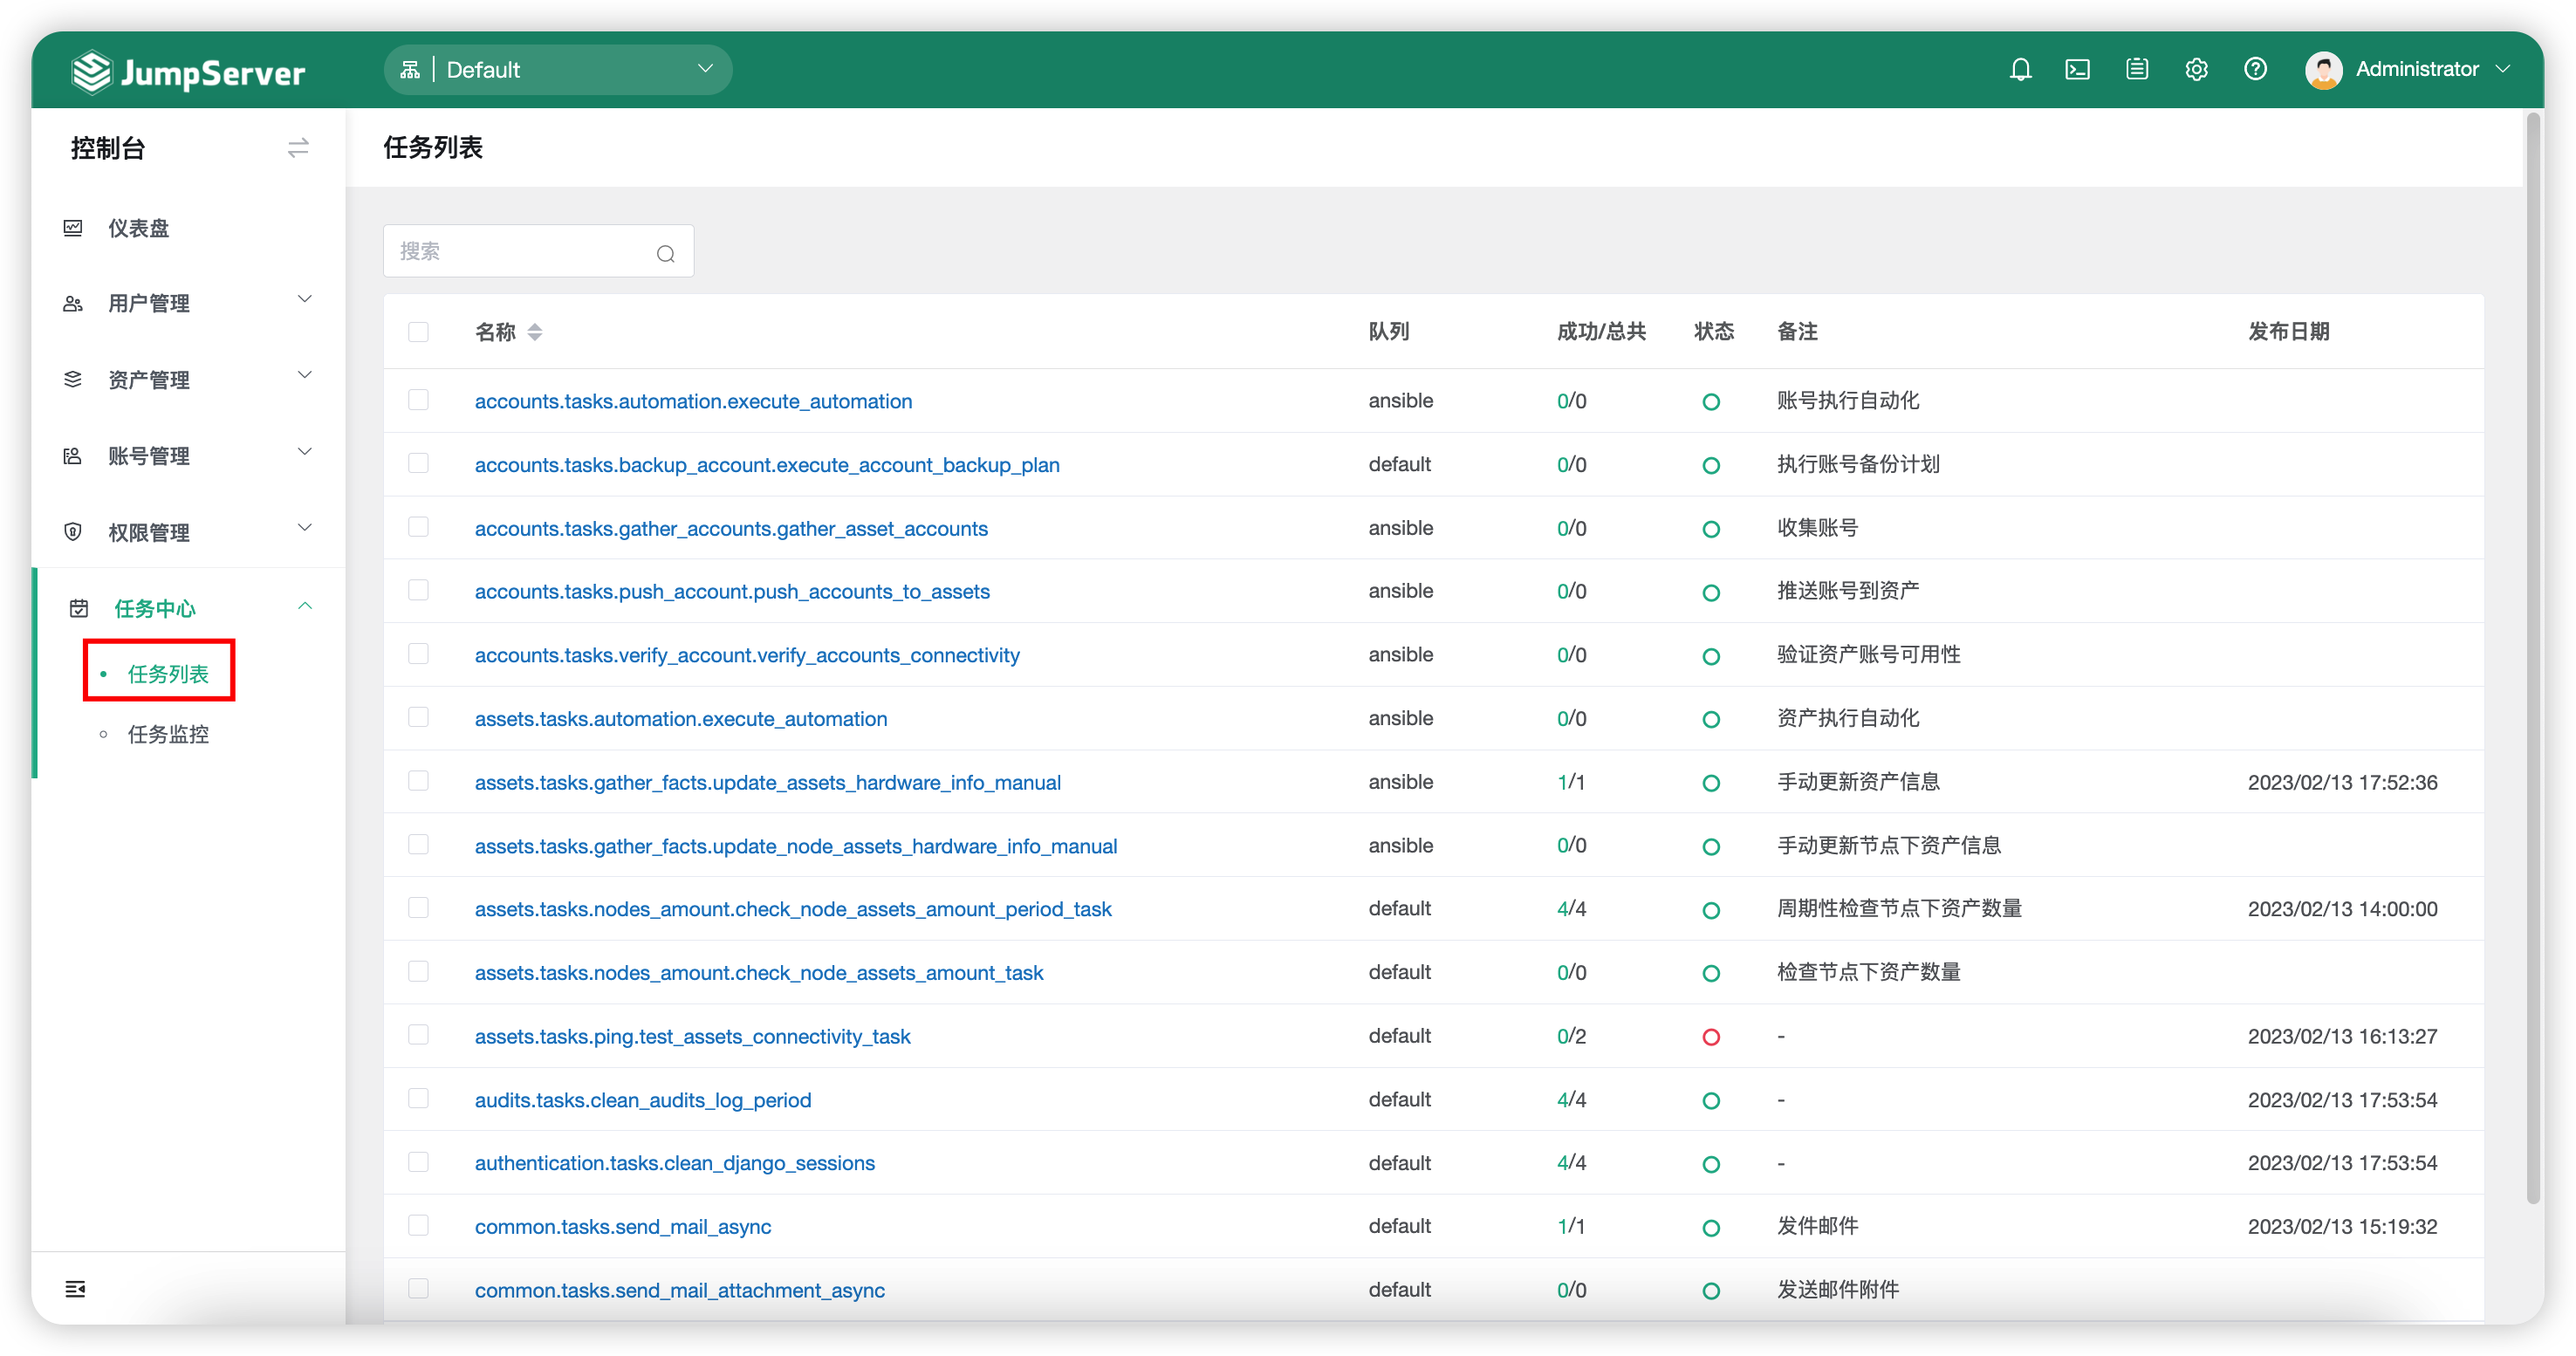 JumpServer Default Administrator
控制台
仪表盘
用户管理
资产管理
账号管理
权限管理
任务中心
任务列表
任务监控
任务列表
搜索
名称 队列 成功/总共 状态 备注 发布日期
accounts.tasks.automation.execute_automation ansible 0/0 账号执行自动化
accounts.tasks.backup_account.execute_account_backup_plan default 0/0 执行账号备份计划
accounts.tasks.gather_accounts.gather_asset_accounts ansible 0/0 收集账号
accounts.tasks.push_account.push_accounts_to_assets ansible 0/0 推送账号到资产
accounts.tasks.verify_account.verify_accounts_connectivity ansible 0/0 验证资产账号可用性
assets.tasks.automation.execute_automation ansible 0/0 资产执行自动化
assets.tasks.gather_facts.update_assets_hardware_info_manual ansible 1/1 手动更新资产信息 2023/02/13 17:52:36
assets.tasks.gather_facts.update_node_assets_hardware_info_manual ansible 0/0 手动更新节点下资产信息
assets.tasks.nodes_amount.check_node_assets_amount_period_task default 4/4 周期性检查节点下资产数量 2023/02/13 14:00:00
assets.tasks.nodes_amount.check_node_assets_amount_task default 0/0 检查节点下资产数量
assets.tasks.ping.test_assets_connectivity_task default 0/2 - 2023/02/13 16:13:27
audits.tasks.clean_audits_log_period default 4/4 - 2023/02/13 17:53:54
authentication.tasks.clean_django_sessions default 4/4 - 2023/02/13 17:53:54
common.tasks.send_mail_async default 1/1 发件邮件 2023/02/13 15:19:32
common.tasks.send_mail_attachment_async default 0/0 发送邮件附件